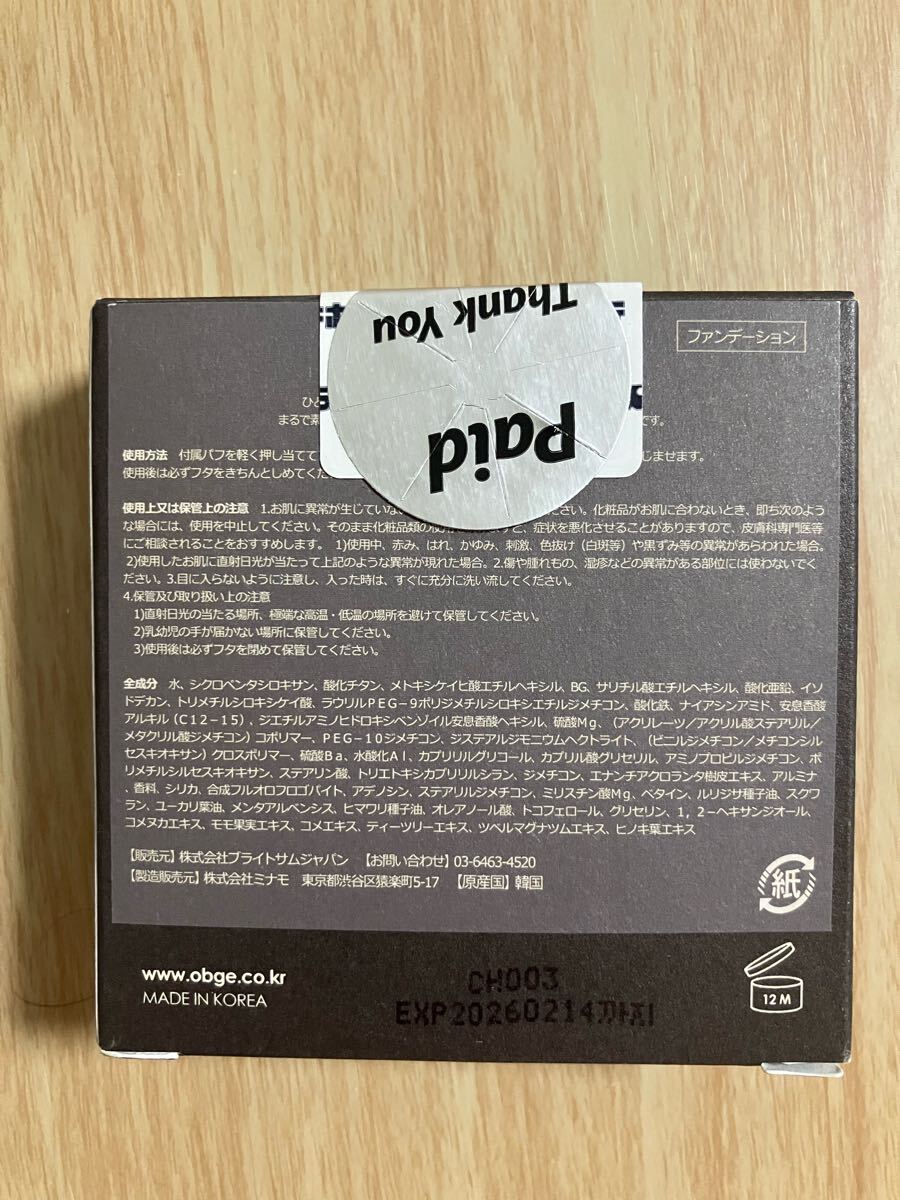 Thank You
Paid
ファンデーション
ひと
まるで素
です。
使用方法 付属パフを軽く押し当てて
じませます。
使用後は必ずフタをきちんとしめてくだ
使用上又は保管上の注意 1.お肌に異常が生じていない
ださい。化粧品がお肌に合わないとき、即ち次のよう
な場合には、使用を中止してください。そのまま化粧品類の使用
すと、症状を悪化させることがありますので、皮膚科専門医等
にご相談されることをおすすめします。 1)使用中、赤み、はれ、かゆみ、刺激、色抜け(白斑等)や黒ずみ等の異常があらわれた場合。
2)使用したお肌に直射日光が当たって上記のような異常が現れた場合。2.傷や腫れもの、湿疹などの異常がある部位には使わないでく
ださい。3.目に入らないように注意し、入った時は、すぐに充分に洗い流してください。
4.保管及び取り扱い上の注意
1)直射日光の当たる場所、極端な高温・低温の場所を避けて保管してください。
2)乳幼児の手が届かない場所に保管してください。
3)使用後は必ずフタを閉めて保管してください。
全成分 水、シクロペンタシロキサン、酸化チタン、メトキシケイヒ酸エチルヘキシル、BG、サリチル酸エチルヘキシル、酸化亜鉛、イソ
ドデカン、トリメチルシロキシケイ酸、ラウリルPEG-9ポリジメチルシロキシエチルジメチコン、酸化鉄、ナイアシンアミド、安息香酸
アルキル(C12-15)、ジエチルアミノヒドロキシベンゾイル安息香酸ヘキシル、硫酸Mg、(アクリレーツ/アクリル酸ステアリル/
メタクリル酸ジメチコン)コポリマー、PEG-10ジメチコン、ジステアルジモニウムヘクトライト、(ビニルジメチコン/メチコンシル
セスキオキサン)クロスポリマー、硫酸Ba、水酸化Al、カプリリルグリコール、カプリル酸グリセリル、アミノプロピルジメチコン、ポ
リメチルシルセスキオキサン、ステアリン酸、トリエトキシカプリリルシラン、ジメチコン、エナンチアクロランタ樹皮エキス、アルミナ
、香料、シリカ、合成フルオロフロゴパイト、アデノシン、ステアリルジメチコン、ミリスチン酸Mg、ベタイン、ルリジサ種子油、スクワ
ラン、ユーカリ葉油、メンタアルベンシス、ヒマワリ種子油、オレアノール酸、トコフェロール、グリセリン、1,2-ヘキサンジオール、
コメヌカエキス、モモ果実エキス、コメエキス、ティーツリーエキス、ツベルマグナツムエキス、ヒノキ葉エキス
【販売元】株式会社ブライトサムジャパン 【お問い合わせ】03-6463-4520
【製造販売元】株式会社ミナモ 東京都渋谷区猿楽町5-17 【原産国】韓国
紙
www.obge.co.kr
MADE IN KOREA
CH003
EXP20260214까지
12M